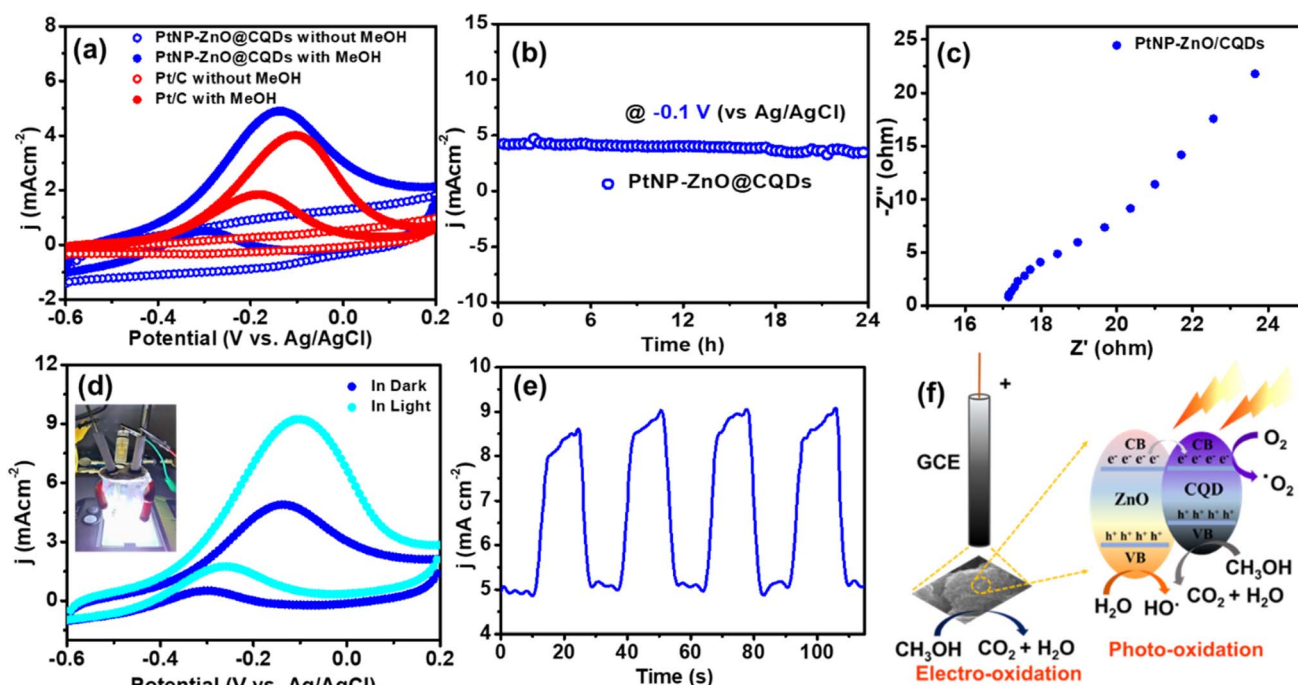 (a)
PtNP-ZnO@CQDs without MeOH
PtNP-ZnO@CQDs with MeOH
Pt/C without MeOH
Pt/C with MeOH
j (mAcm⁻²)
8
6
4
2
0
-2
-0.6
-0.4
-0.2
0.0
0.2
Potential (V vs. Ag/AgCl)
(b)
@ -0.1 V (vs Ag/AgCl)
PtNP-ZnO@CQDs
j (mAcm⁻²)
15
10
5
0
-5
-10
0
6
12
18
24
Time (h)
(c)
PtNP-ZnO/CQDs
-Z" (ohm)
25
20
15
10
5
0
16
18
20
22
24
Z' (ohm)
(d)
In Dark
In Light
j (mAcm⁻²)
12
9
6
3
0
-0.6
-0.4
-0.2
0.0
0.2
Potential (V vs. Ag/AgCl)
(e)
j (mA cm⁻²)
10
9
8
7
6
5
4
0
20
40
60
80
100
Time (s)
(f)
+
GCE
CH₃OH
CO₂ + H₂O
Electro-oxidation
CB
e⁻ e⁻ e⁻ e⁻
ZnO
h⁺ h⁺ h⁺ h⁺
VB
CB
e⁻ e⁻ e⁻ e⁻
CQD
h⁺ h⁺ h⁺ h⁺
VB
O₂
•O₂
CH₃OH
CO₂ + H₂O
H₂O
HO•
Photo-oxidation